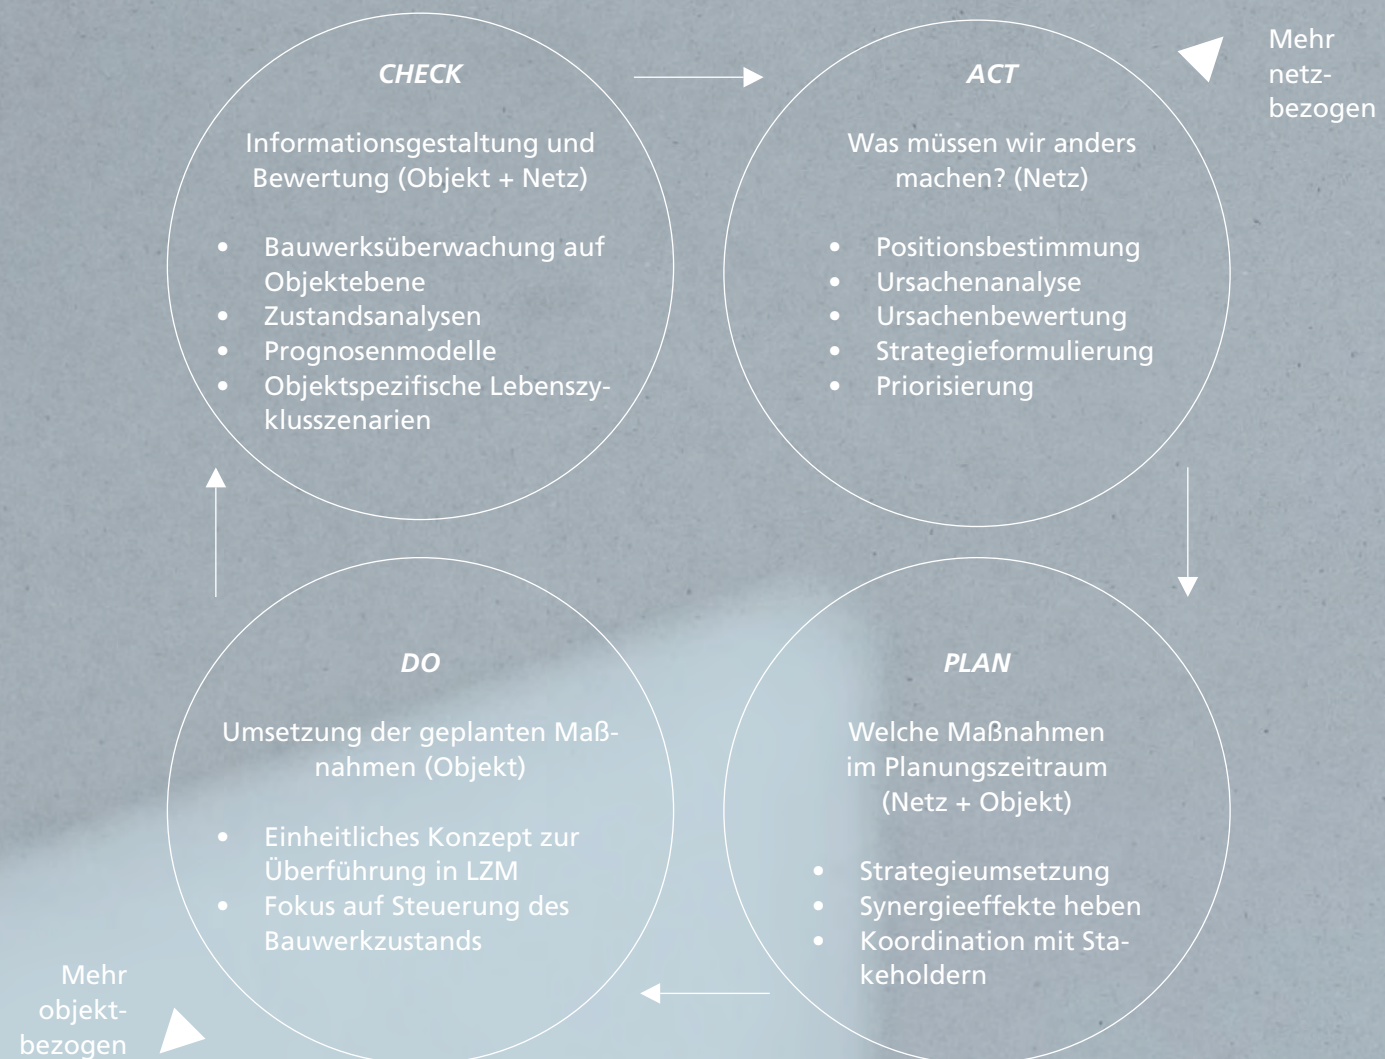 CHECK
Informationsgestaltung und
Bewertung (Objekt + Netz)
• Bauwerksüberwachung auf
Objektebene
• Zustandsanalysen
• Prognosenmodelle
• Objektspezifische Lebenszy-
klusszenarien
ACT
Was müssen wir anders
machen? (Netz)
• Positionsbestimmung
• Ursachenanalyse
• Ursachenbewertung
• Strategieformulierung
• Priorisierung
Mehr
netz-
bezogen
DO
Umsetzung der geplanten Maß-
nahmen (Objekt)
• Einheitliches Konzept zur
Überführung in LZM
• Fokus auf Steuerung des
Bauwerkzustands
PLAN
Welche Maßnahmen
im Planungszeitraum
(Netz + Objekt)
• Strategieumsetzung
• Synergieeffekte heben
• Koordination mit Sta-
keholdern
Mehr
objekt-
bezogen